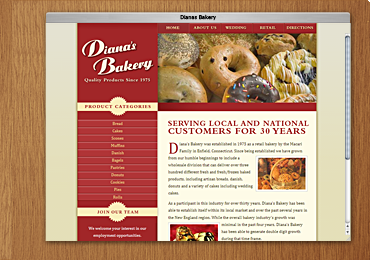 Dianas Bakery
HOME
ABOUT US
WEDDING
RETAIL
DIRECTIONS
Diana's
Bakery
Quality Products Since 1975
PRODUCT CATEGORIES
Bread
Cakes
Scones
Muffins
Danish
Bagels
Pastries
Donuts
Cookies
Pies
Rolls
JOIN OUR TEAM
We welcome your interest in our
employment opportunities.
SERVING LOCAL AND NATIONAL
CUSTOMERS FOR 30 YEARS
Diana's Bakery was established in 1975 as a retail bakery by the
Family in Enfield, Connecticut. Since being established we have grown
from our humble beginnings to include a
wholesale division that can deliver over three
hundred different fresh and fresh/frozen baked
products, including artisan breads, danish,
donuts and a variety of cakes including wedding
cakes.
As a participant in this industry for over thirty years, Diana's Bakery has been
able to establish itself within its local market and over the past several years in
the New England region. While the overall bakery industry's growth was
minimal in the past four years, Diana's Bakery
has been able to generate double digit growth
during that time frame.